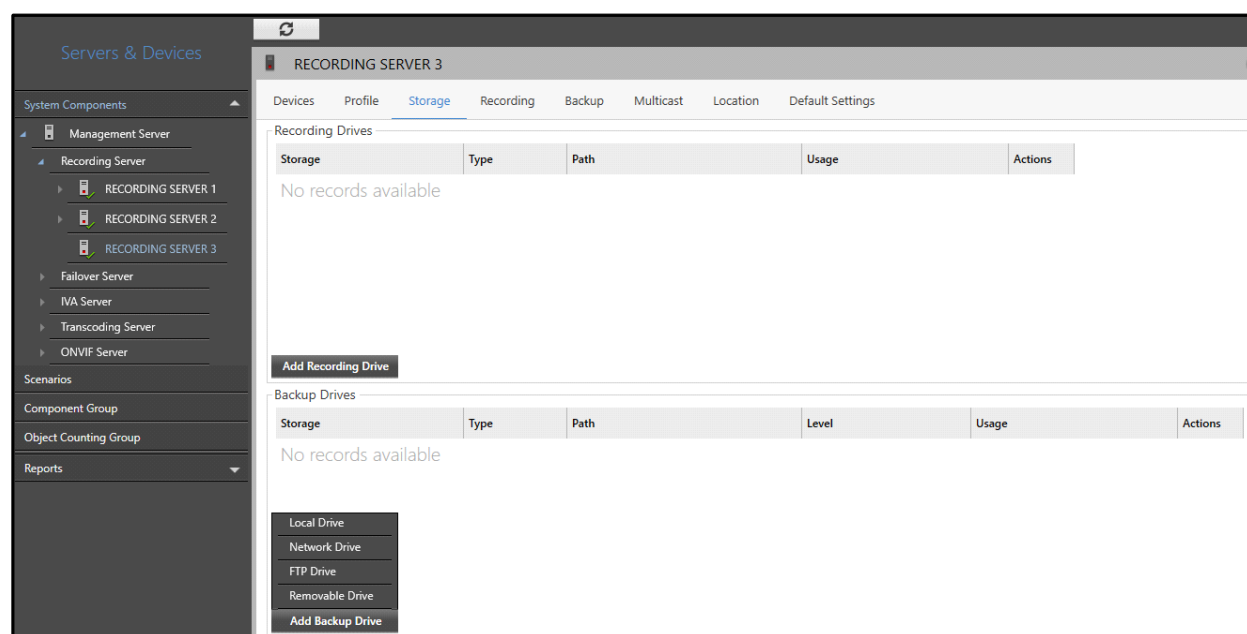 Servers & Devices
System Components
Management Server
Recording Server
RECORDING SERVER 1
RECORDING SERVER 2
RECORDING SERVER 3
Failover Server
IVA Server
Transcoding Server
ONVIF Server
Scenarios
Component Group
Object Counting Group
Reports
RECORDING SERVER 3
Devices Profile Storage Recording Backup Multicast Location Default Settings
Recording Drives
Storage Type Path Usage Actions
No records available
Add Recording Drive
Backup Drives
Storage Type Path Level Usage Actions
No records available
Local Drive
Network Drive
FTP Drive
Removable Drive
Add Backup Drive